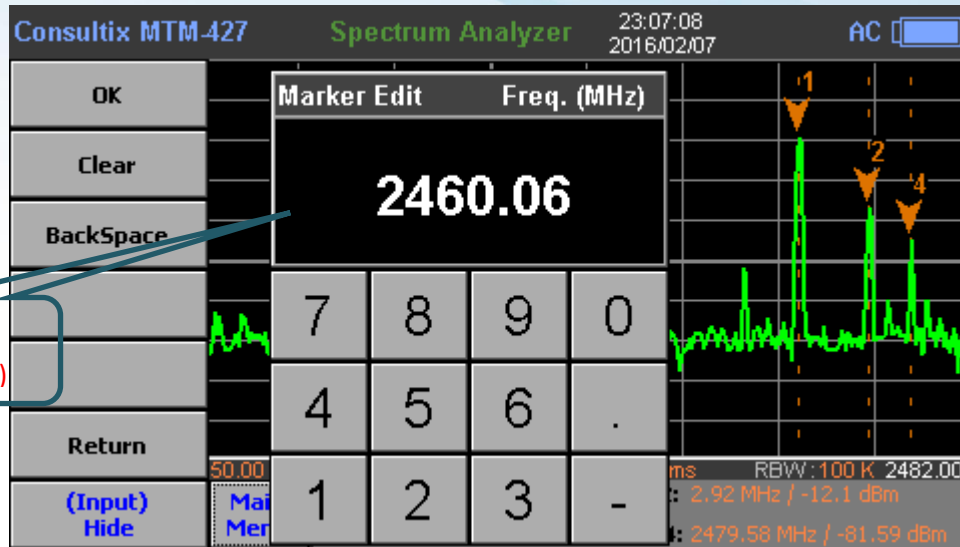 Consultix MTM-427 Spectrum Analyzer 23:07:08 2016/02/07 AC
OK
Clear
BackSpace
)
Return
(Input)
Hide
Marker Edit Freq. (MHz)
2460.06
7 8 9 0
4 5 6 .
1 2 3 -
1
2
4
50.00
ms RBW:100 K 2482.00
: 2.92 MHz / -12.1 dBm
4: 2479.58 MHz / -81.59 dBm